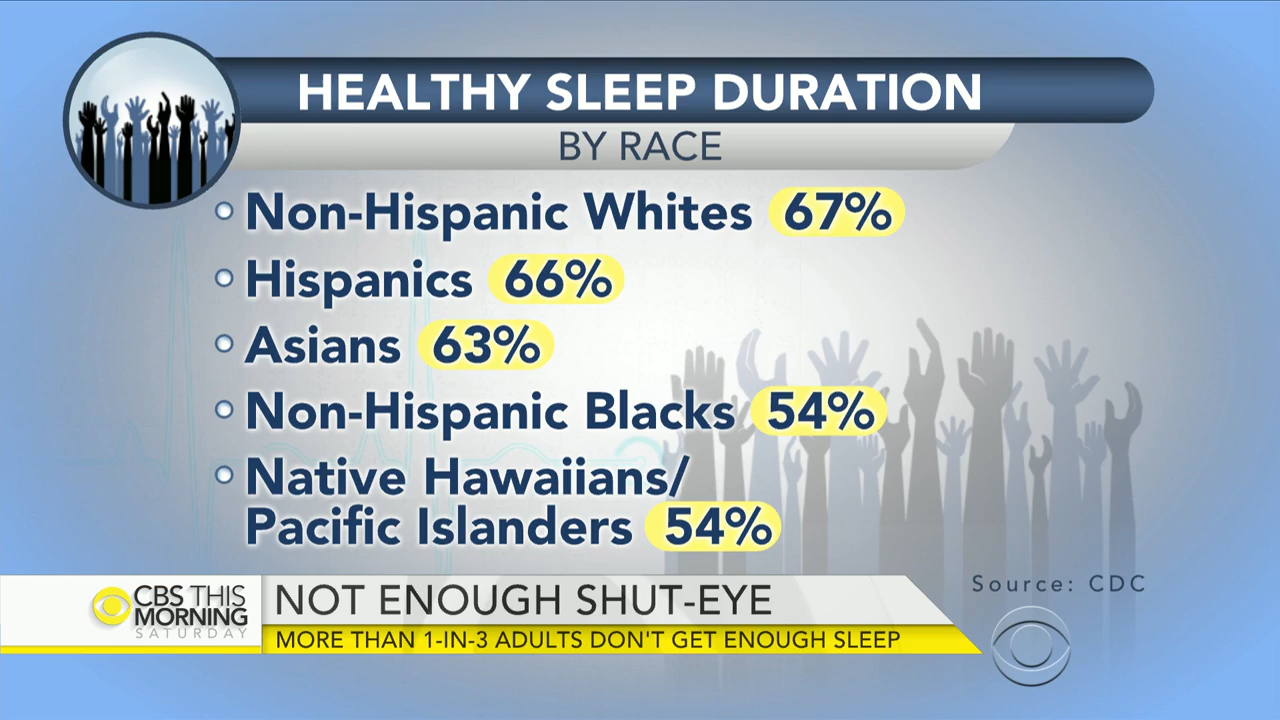 HEALTHY SLEEP DURATION
BY RACE
Non-Hispanic Whites 67%
Hispanics 66%
Asians 63%
Non-Hispanic Blacks 54%
Native Hawaiians/
Pacific Islanders 54%
Source: CDC
CBS THIS
MORNING
SATURDAY
NOT ENOUGH SHUT-EYE
MORE THAN 1-IN-3 ADULTS DON'T GET ENOUGH SLEEP